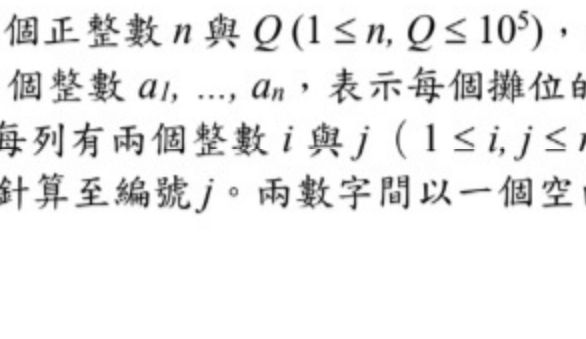 個正整數 n 與 Q (1 ≤ n, Q ≤ 10⁵)，
個整數 a₁, ..., aₙ，表示每個攤位的
每列有兩個整數 i 與 j（1 ≤ i, j ≤ n
針算至編號 j。兩數字間以一個空